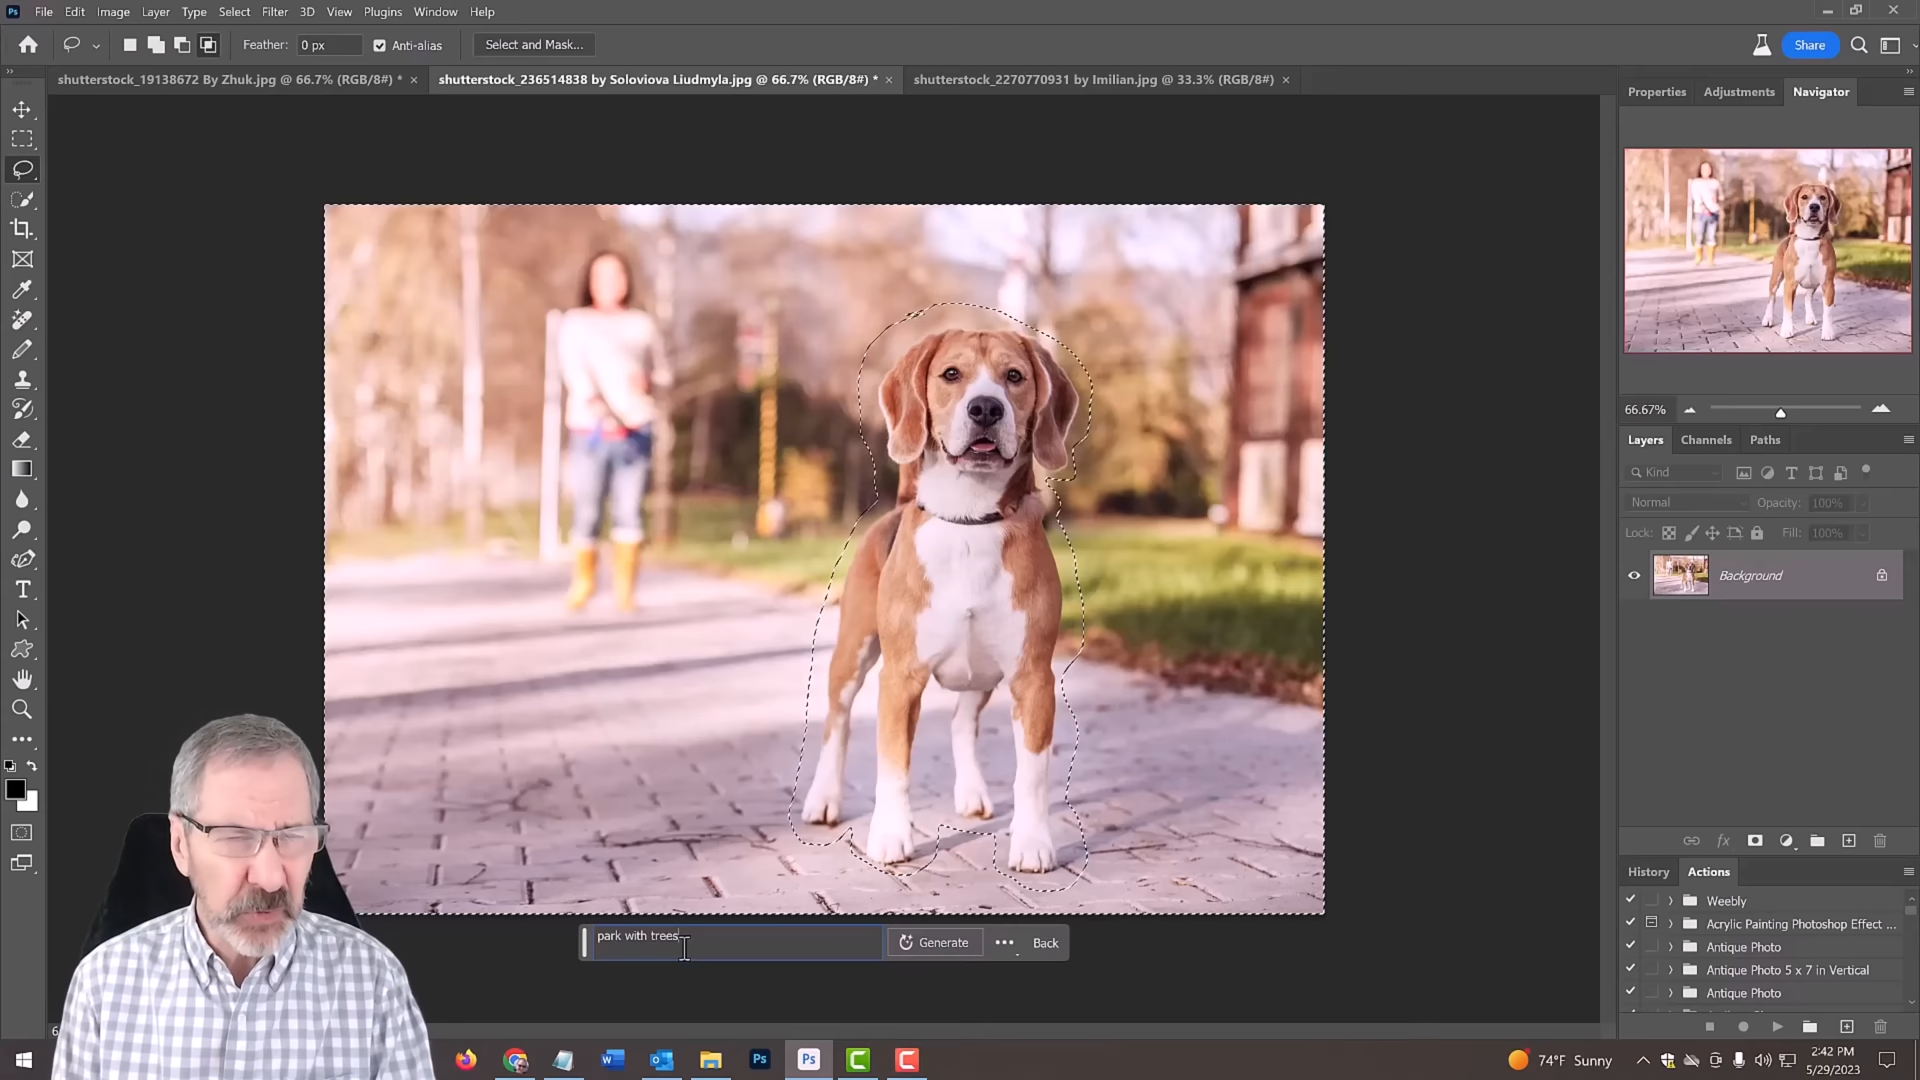 File Edit Image Layer Type Select Filter 3D View Plugins Window Help
Feather: 0 px Anti-alias Select and Mask... Share
shutterstock_19138672 By Zhuk.jpg @ 66.7% (RGB/8#) * × shutterstock_236514838 by Soloviova Liudmyla.jpg @ 66.7% (RGB/8#) * × shutterstock_2270770931 by Imilian.jpg @ 33.3% (RGB/8#) ×
Properties Adjustments Navigator
66.67%
Layers Channels Paths
Kind
Normal Opacity: 100%
Lock: Fill: 100%
Background
History Actions
Weebly
Acrylic Painting Photoshop Effect ...
Antique Photo
Antique Photo 5 x 7 in Vertical
Antique Photo
park with trees Generate Back
74°F Sunny
2:42 PM
5/29/2023